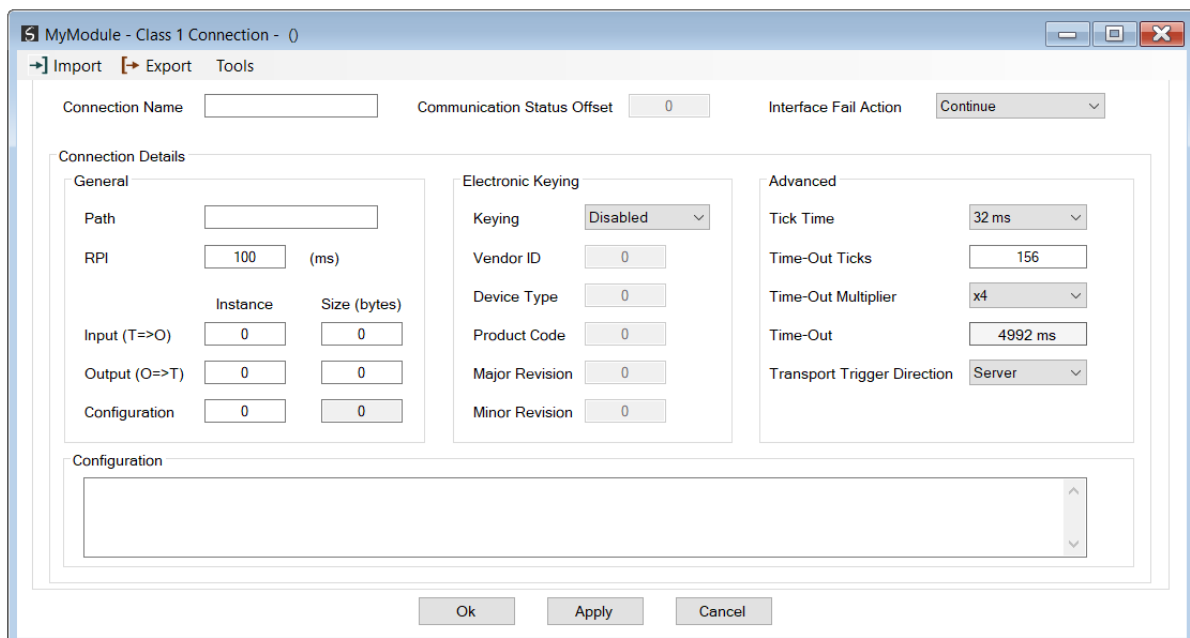 MyModule - Class 1 Connection - ()
Import Export Tools
Connection Name Communication Status Offset 0 Interface Fail Action Continue
Connection Details
General Electronic Keying Advanced
Path Keying Disabled Tick Time 32 ms
RPI 100 (ms) Vendor ID 0 Time-Out Ticks 156
Instance Size (bytes) Device Type 0 Time-Out Multiplier x4
Input (T=>O) 0 0 Product Code 0 Time-Out 4992 ms
Output (O=>T) 0 0 Major Revision 0 Transport Trigger Direction Server
Configuration 0 0 Minor Revision 0
Configuration
Ok Apply Cancel